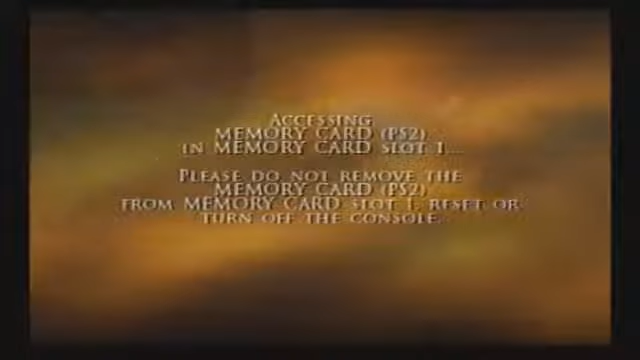 ACCESSING
MEMORY CARD (PS2)
IN MEMORY CARD SLOT 1...
PLEASE DO NOT REMOVE THE
MEMORY CARD (PS2)
FROM MEMORY CARD SLOT 1, RESET OR
TURN OFF THE CONSOLE.